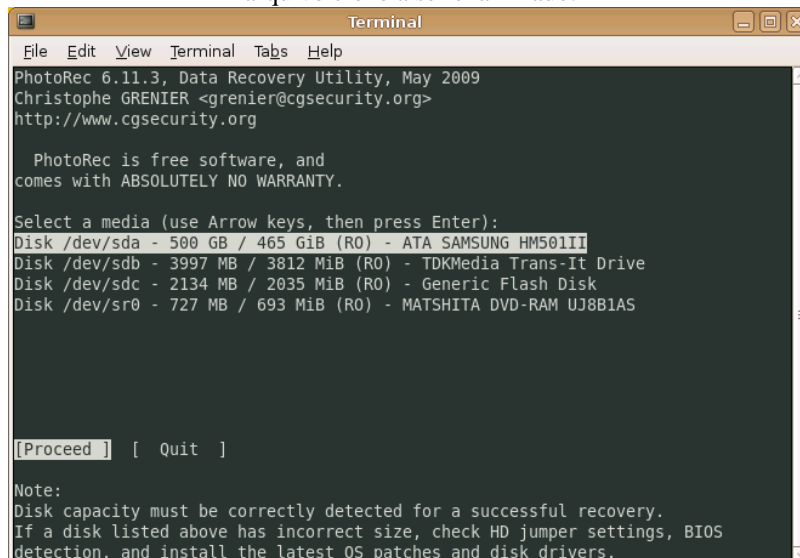 Terminal
File Edit View Terminal Tabs Help
PhotoRec 6.11.3, Data Recovery Utility, May 2009
Christophe GRENIER <grenier@cgsecurity.org>
http://www.cgsecurity.org
PhotoRec is free software, and
comes with ABSOLUTELY NO WARRANTY.
Select a media (use Arrow keys, then press Enter):
Disk /dev/sda - 500 GB / 465 GiB (RO) - ATA SAMSUNG HM501II
Disk /dev/sdb - 3997 MB / 3812 MiB (RO) - TDKMedia Trans-It Drive
Disk /dev/sdc - 2134 MB / 2035 MiB (RO) - Generic Flash Disk
Disk /dev/sr0 - 727 MB / 693 MiB (RO) - MATSHITA DVD-RAM UJ8B1AS
[Proceed ] [ Quit ]
Note:
Disk capacity must be correctly detected for a successful recovery.
If a disk listed above has incorrect size, check HD jumper settings, BIOS
detection, and install the latest OS patches and disk drivers.